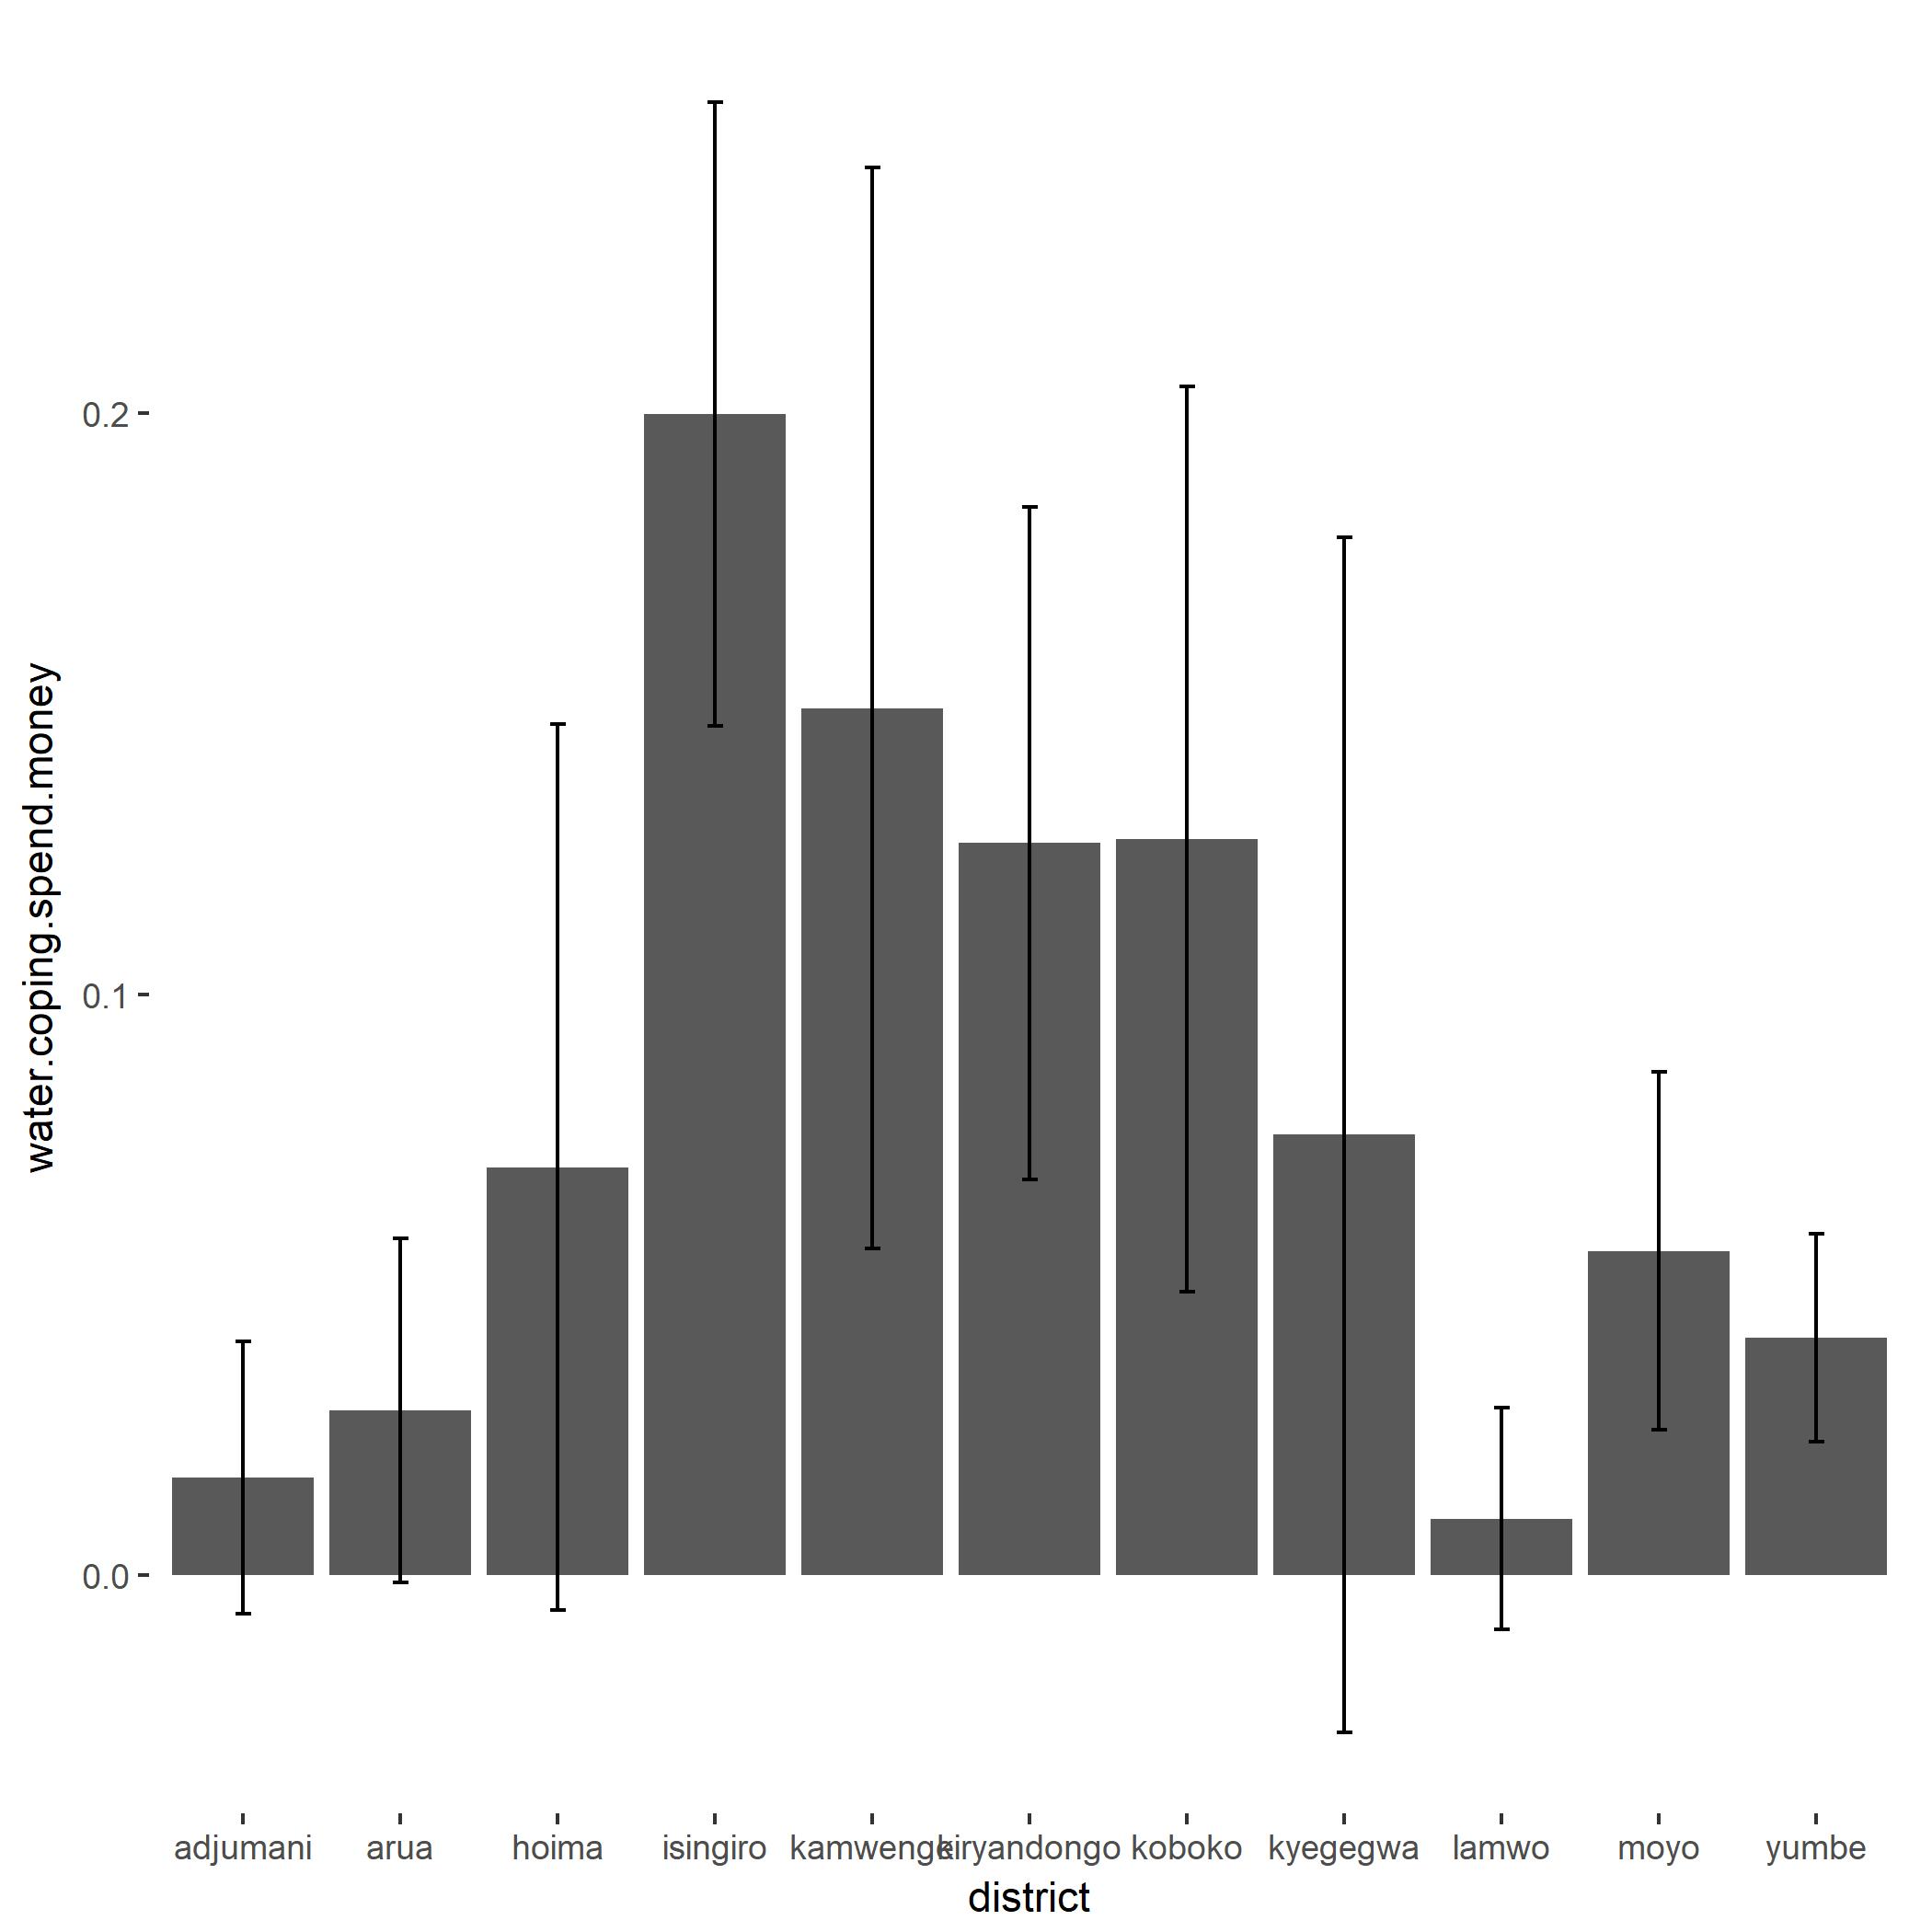 water.coping.spend.money
0.2
0.1
0.0
adjumani arua hoima isingiro kamwenge kiryandongo koboko kyegegwa lamwo moyo yumbe
district